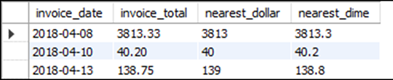 invoice_date invoice_total nearest_dollar nearest_dime
2018-04-08 3813.33 3813 3813.3
2018-04-10 40.20 40 40.2
2018-04-13 138.75 139 138.8